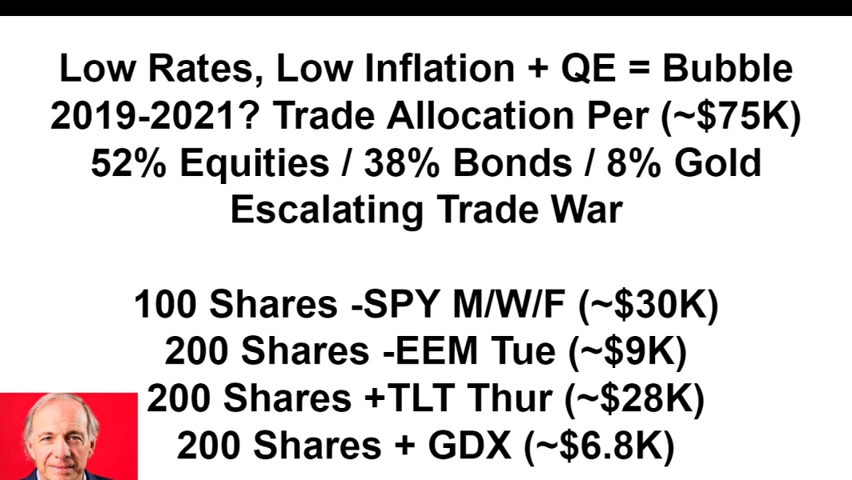 Low Rates, Low Inflation + QE = Bubble
2019-2021? Trade Allocation Per (~$75K)
52% Equities / 38% Bonds / 8% Gold
Escalating Trade War
100 Shares -SPY M/W/F (~$30K)
200 Shares -EEM Tue (~$9K)
200 Shares +TLT Thur (~$28K)
200 Shares + GDX (~$6.8K)